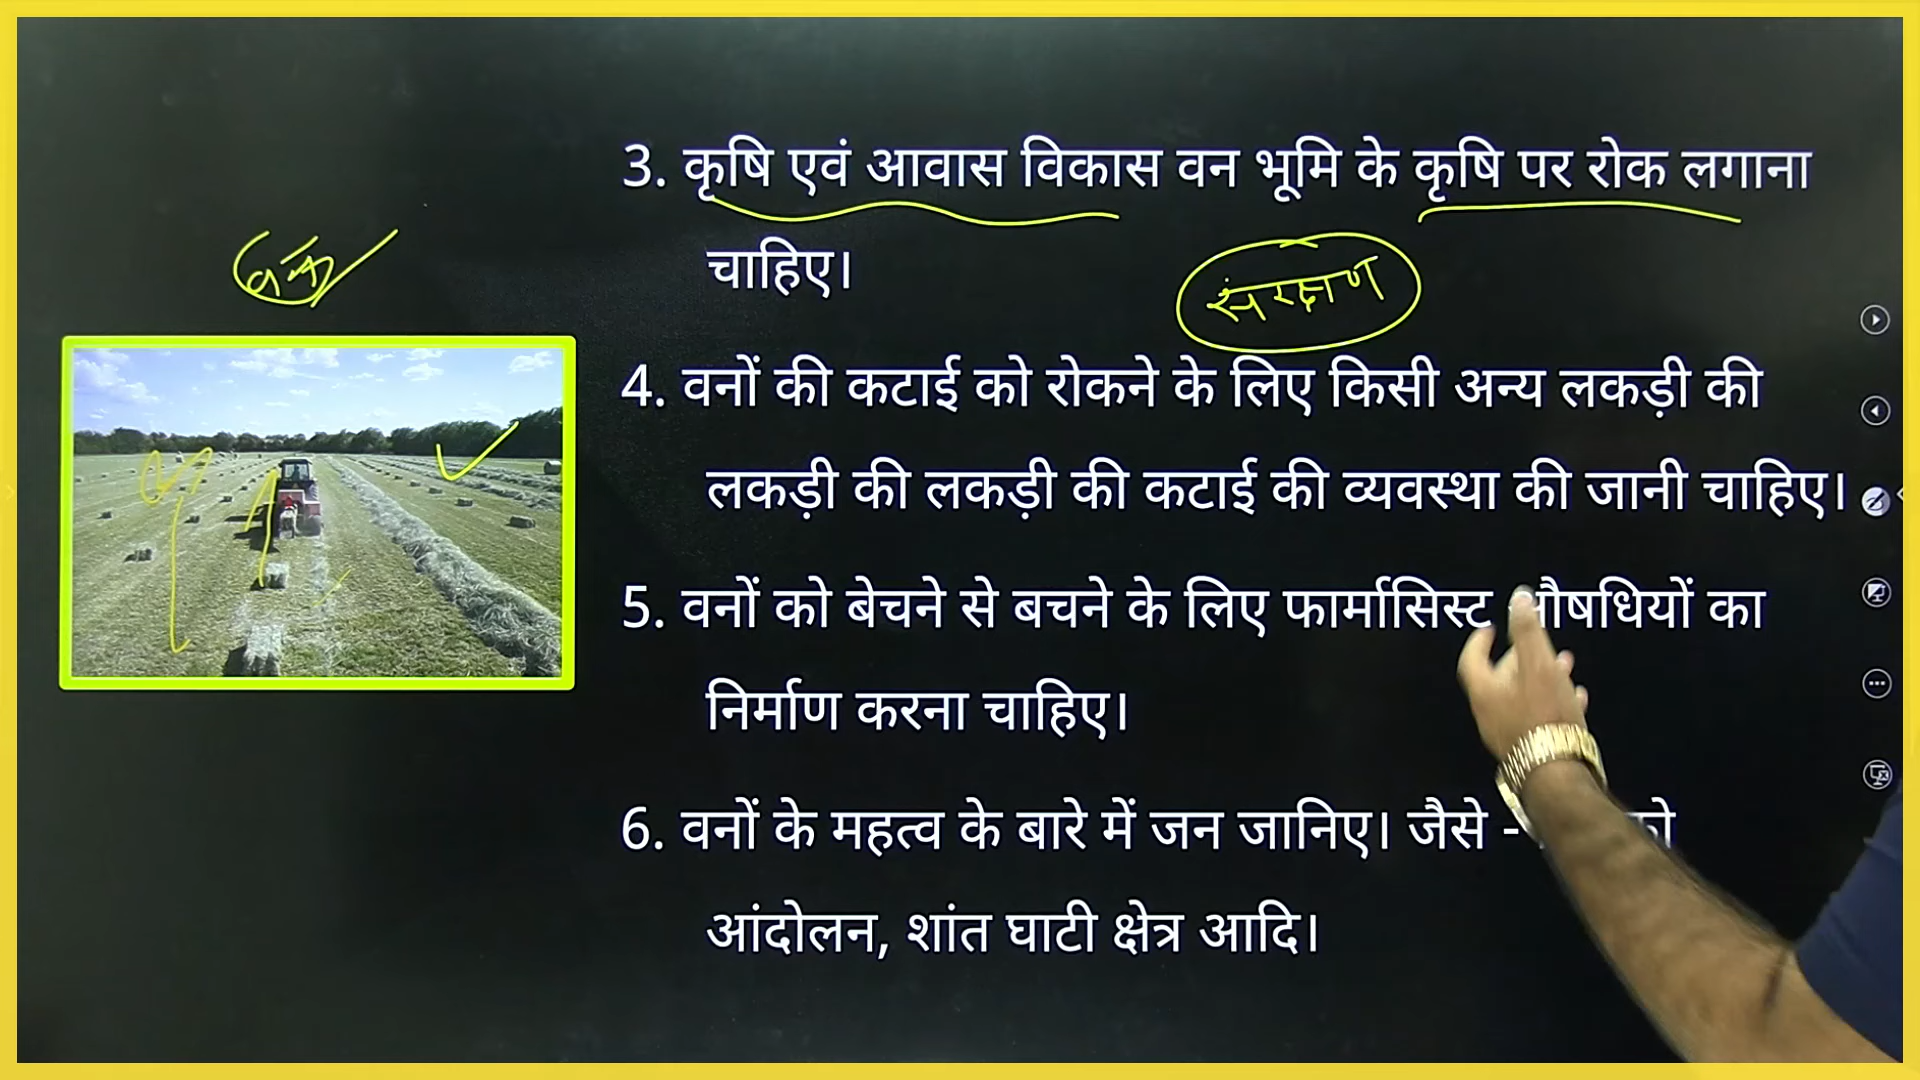 3. कृषि एवं आवास विकास वन भूमि के कृषि पर रोक लगाना
चाहिए।
संरक्षण
4. वनों की कटाई को रोकने के लिए किसी अन्य लकड़ी की
लकड़ी की लकड़ी की कटाई की व्यवस्था की जानी चाहिए।
5. वनों को बेचने से बचने के लिए फार्मासिस्ट औषधियों का
निर्माण करना चाहिए।
6. वनों के महत्व के बारे में जन जानिए। जैसे -
आंदोलन, शांत घाटी क्षेत्र आदि।